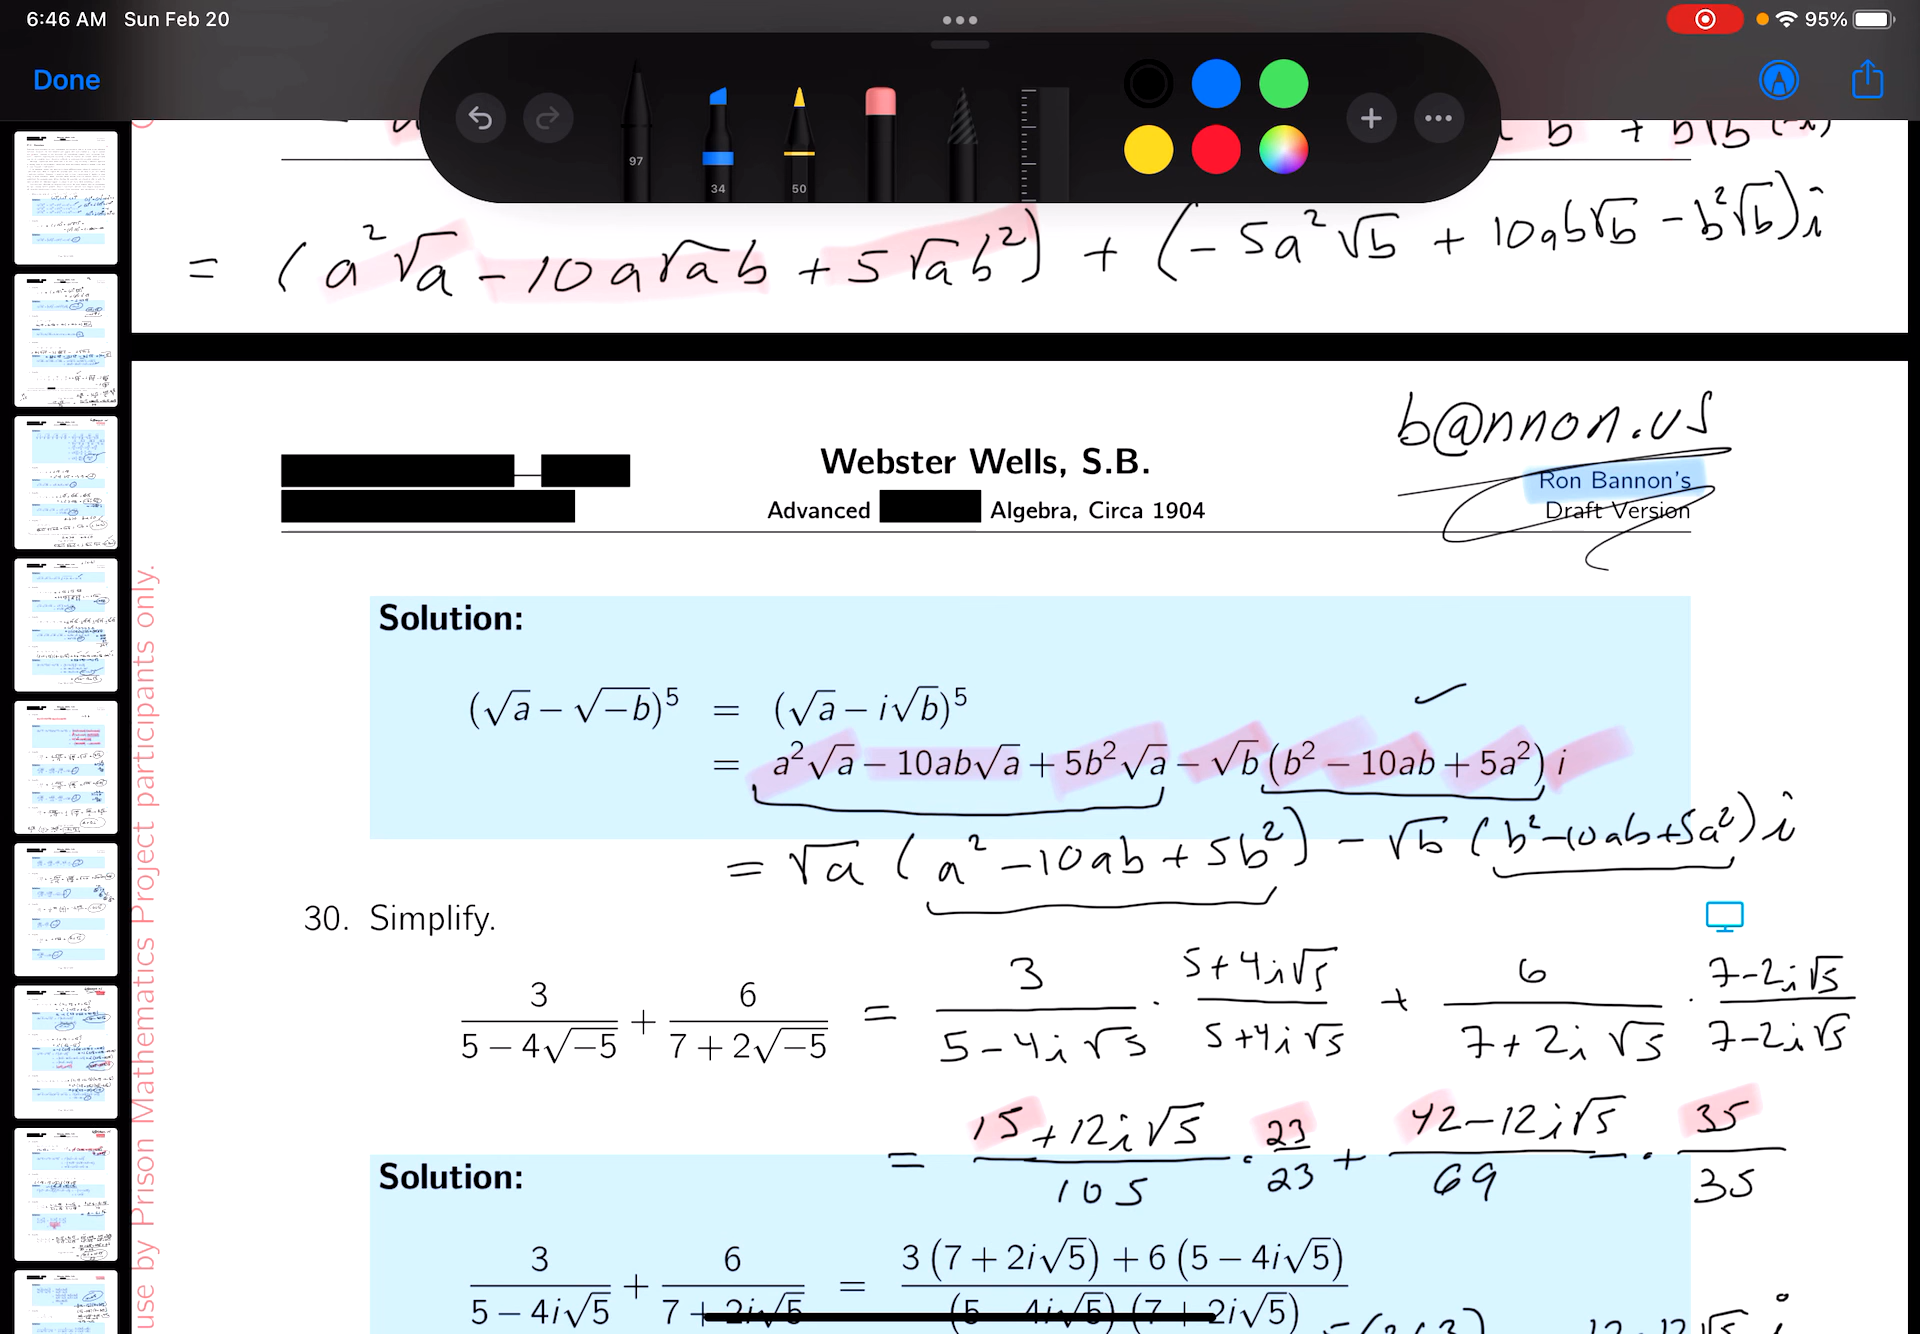 6:46 AM Sun Feb 20
95%
Done
97
34
50
= (a²√a − 10a√ab + 5√ab²) + (−5a²√b + 10ab√b − b²√b)i
b@nnon.us
Webster Wells, S.B.
Ron Bannon's
Advanced Algebra, Circa 1904
Draft Version
use by Prison Mathematics Project participants only.
Solution:
(√a − √−b)⁵ = (√a − i√b)⁵
= a²√a − 10ab√a + 5b²√a − √b(b² − 10ab + 5a²) i
= √a (a² − 10ab + 5b²) − √b (b² − 10ab + 5a²) i
30. Simplify.
3/(5 − 4√−5) + 6/(7 + 2√−5) = 3/(5 − 4i√5) · (5 + 4i√5)/(5 + 4i√5) + 6/(7 + 2i√5) · (7 − 2i√5)/(7 − 2i√5)
= (15 + 12i√5)/105 · 23/23 + (42 − 12i√5)/69 · 35/35
Solution:
3/(5 − 4i√5) + 6/(7 + 2i√5) = (3 (7 + 2i√5) + 6 (5 − 4i√5))/((5 − 4i√5) (7 + 2i√5))